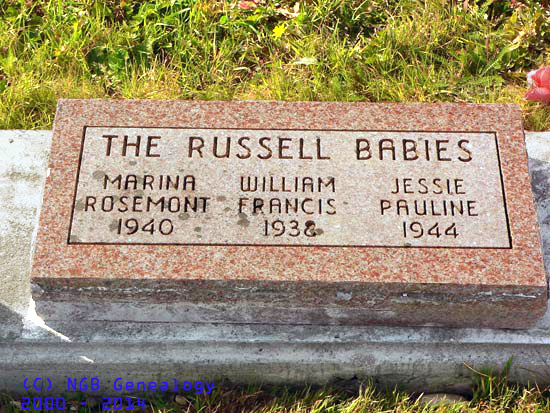 THE RUSSELL BABIES
MARINA WILLIAM JESSIE
ROSEMONT FRANCIS PAULINE
1940 1938 1944
(C) NGB Genealogy
2000 - 2014